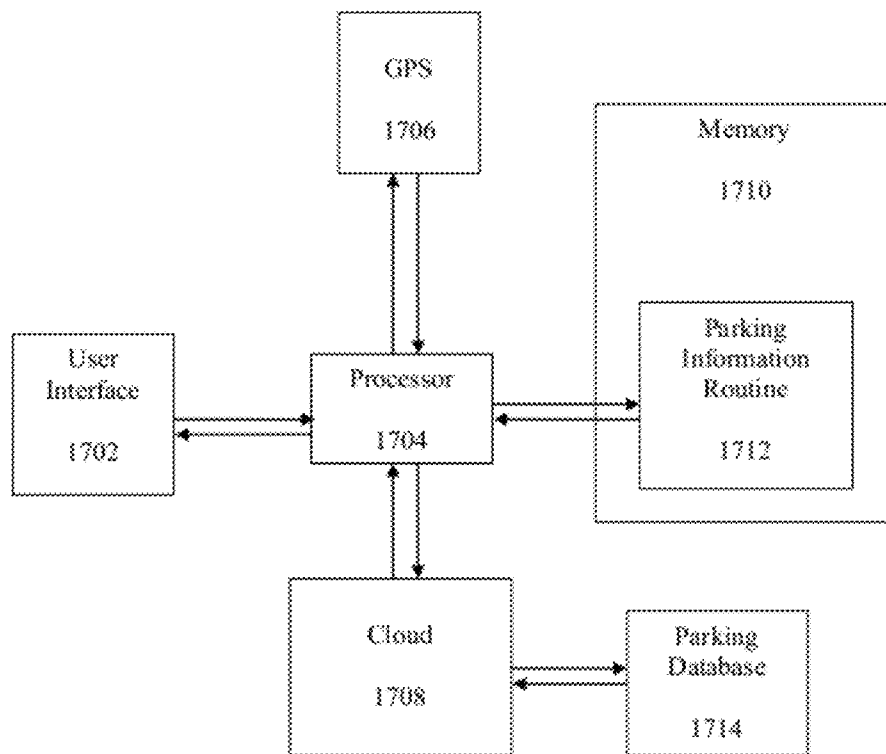 GPS
1706
Memory
1710
User
Interface
1702
Processor
1704
Parking
Information
Routine
1712
Cloud
1708
Parking
Database
1714